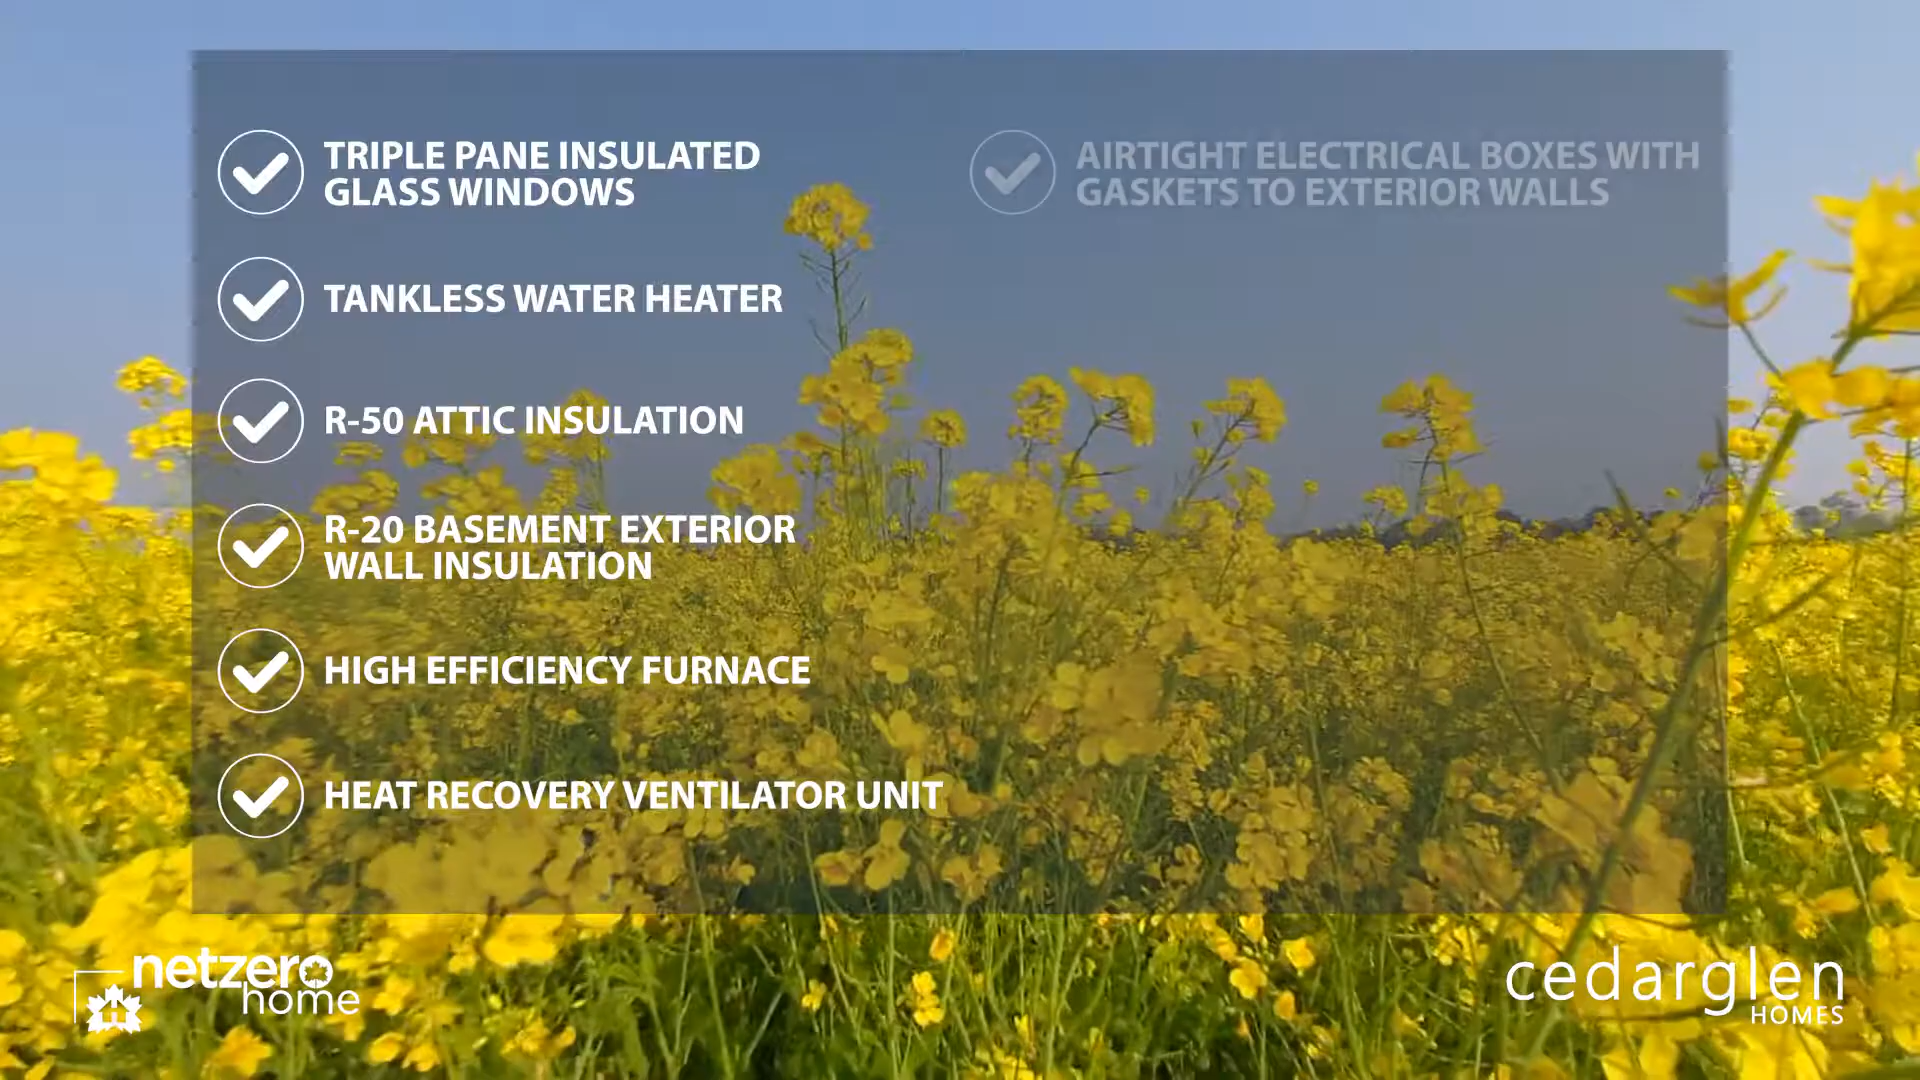 TRIPLE PANE INSULATED
GLASS WINDOWS
TANKLESS WATER HEATER
R-50 ATTIC INSULATION
R-20 BASEMENT EXTERIOR
WALL INSULATION
HIGH EFFICIENCY FURNACE
HEAT RECOVERY VENTILATOR UNIT
AIRTIGHT ELECTRICAL BOXES WITH
GASKETS TO EXTERIOR WALLS
netzero
home
cedarglen
HOMES